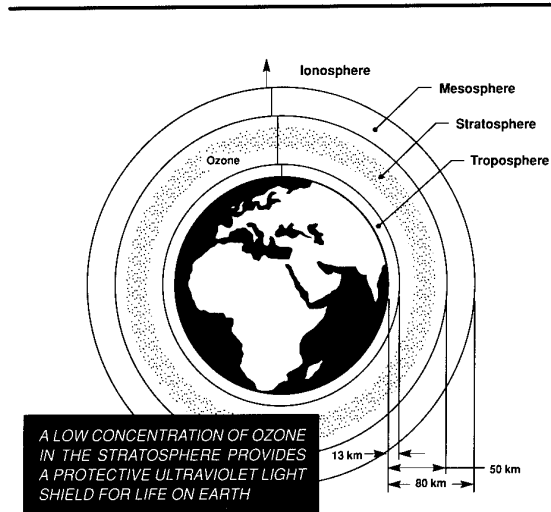 Ionosphere
Mesosphere
Stratosphere
Ozone
Troposphere
A LOW CONCENTRATION OF OZONE
IN THE STRATOSPHERE PROVIDES
A PROTECTIVE ULTRAVIOLET LIGHT
SHIELD FOR LIFE ON EARTH
13 km
50 km
80 km